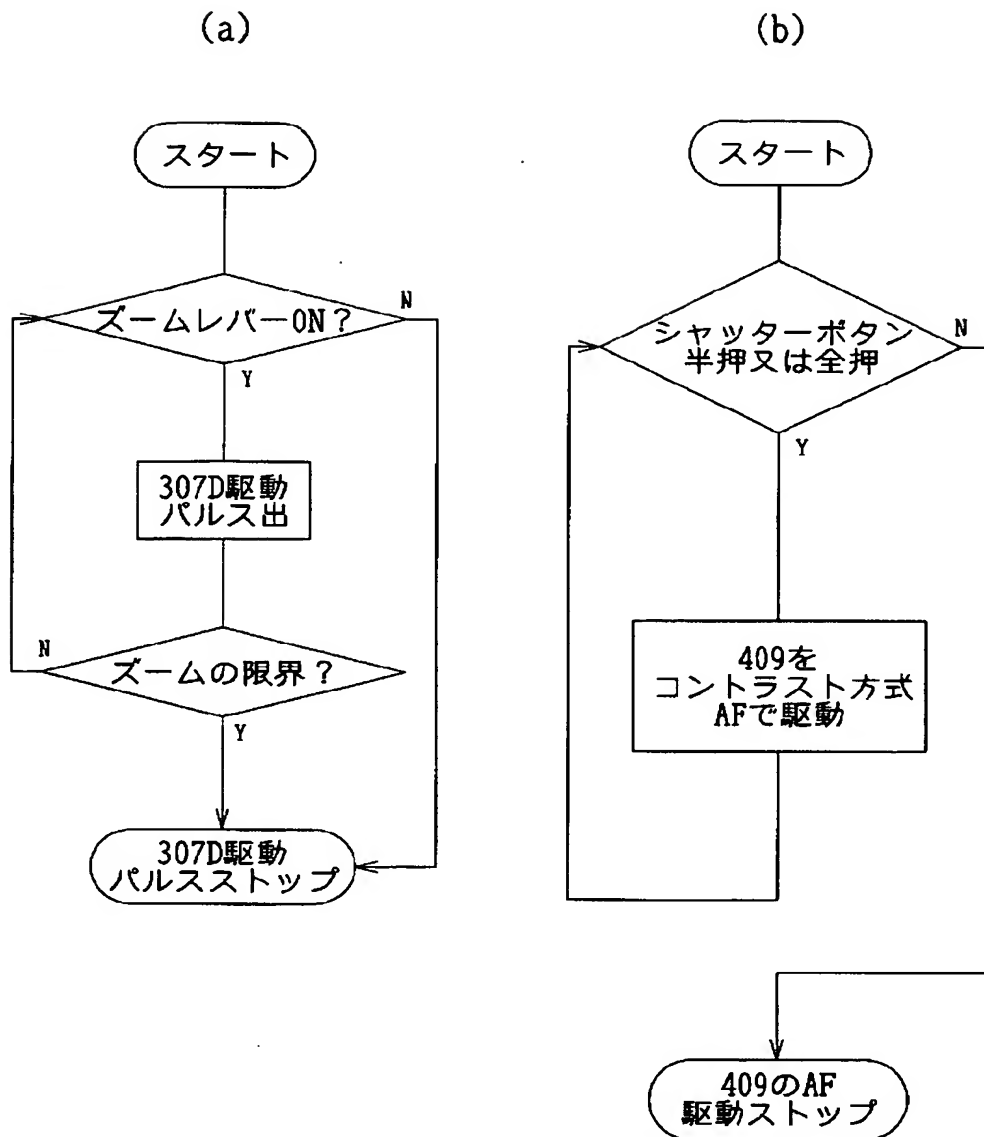 (a)
スタート
ズームレバーON?
N
Y
307D駆動
パルス出
N
ズームの限界?
Y
307D駆動
パルスストップ
(b)
スタート
シャッターボタン
半押又は全押
N
Y
409を
コントラスト方式
AFで駆動
409のAF
駆動ストップ